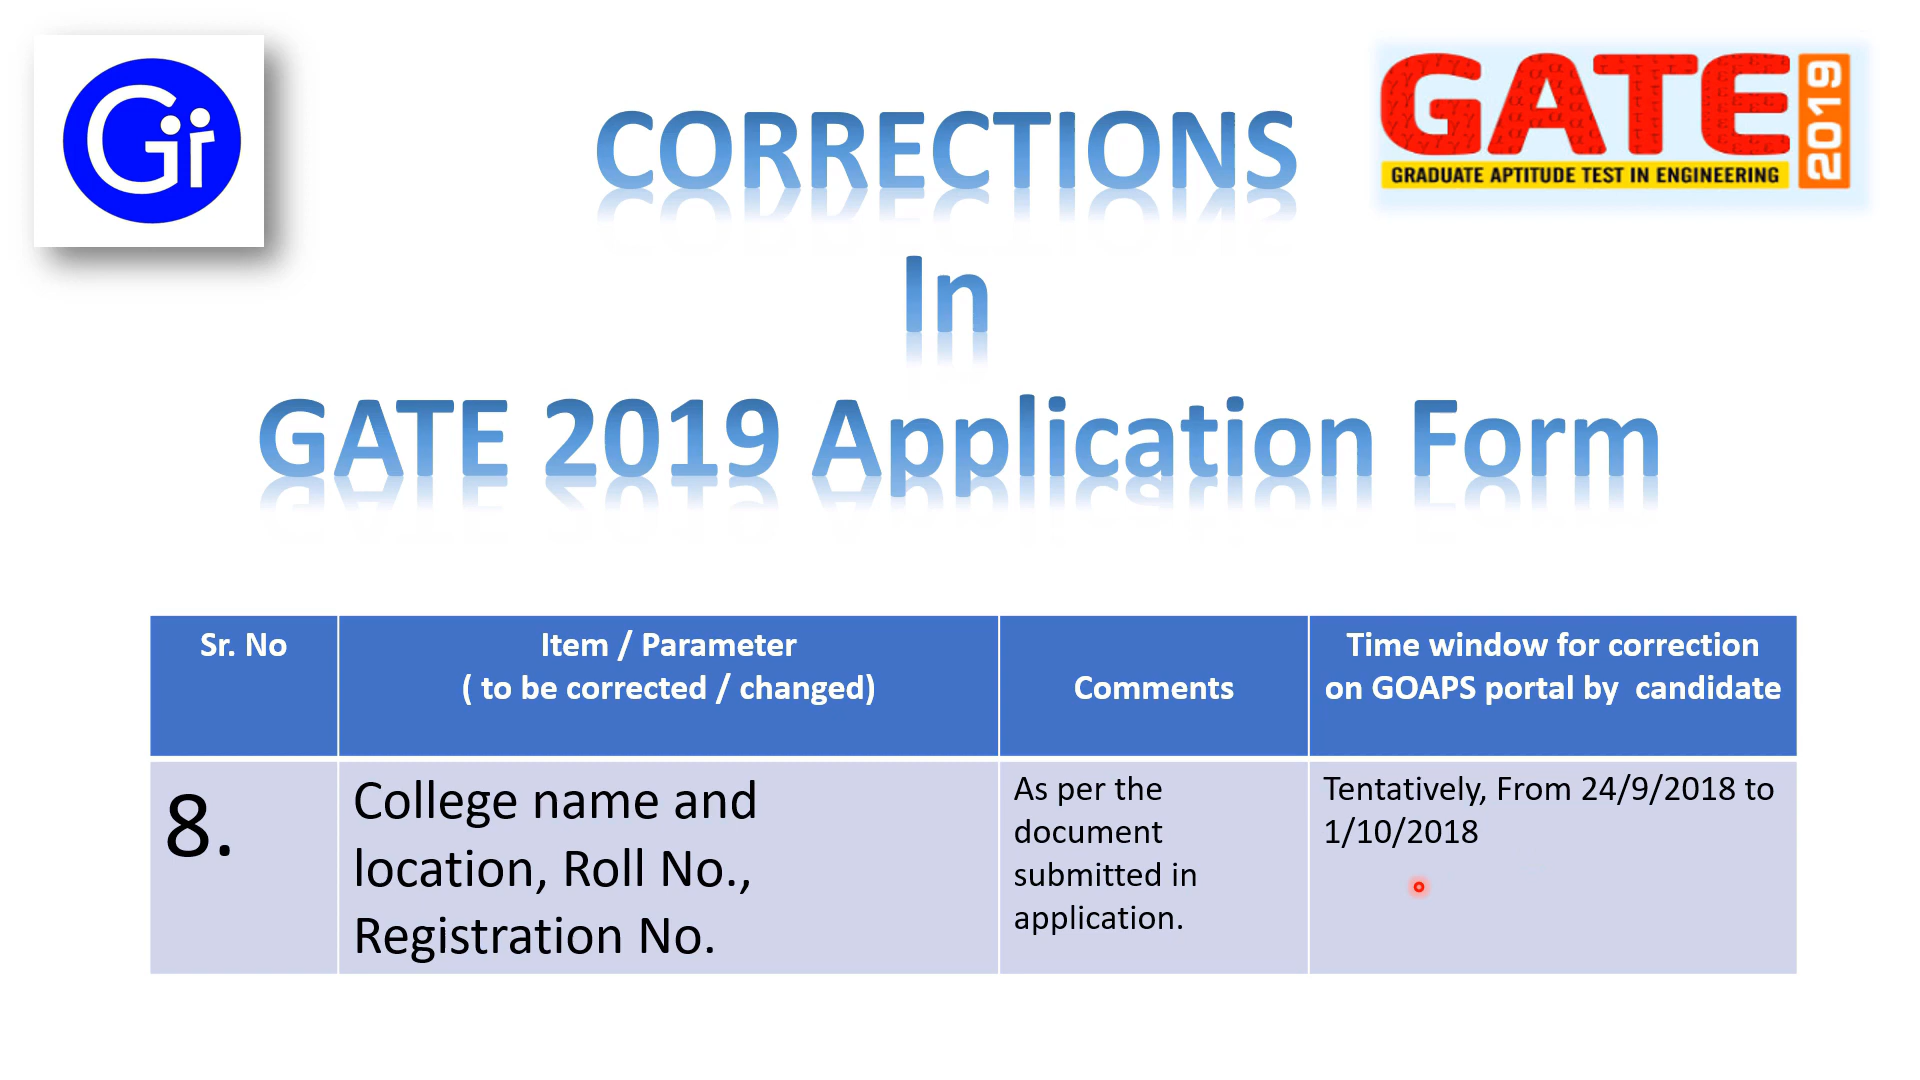 Gi
CORRECTIONS
In
GATE 2019 Application Form
GATE 2019
GRADUATE APTITUDE TEST IN ENGINEERING
Sr. No
Item / Parameter
( to be corrected / changed)
Comments
Time window for correction
on GOAPS portal by candidate
8.
College name and
location, Roll No.,
Registration No.
As per the
document
submitted in
application.
Tentatively, From 24/9/2018 to
1/10/2018